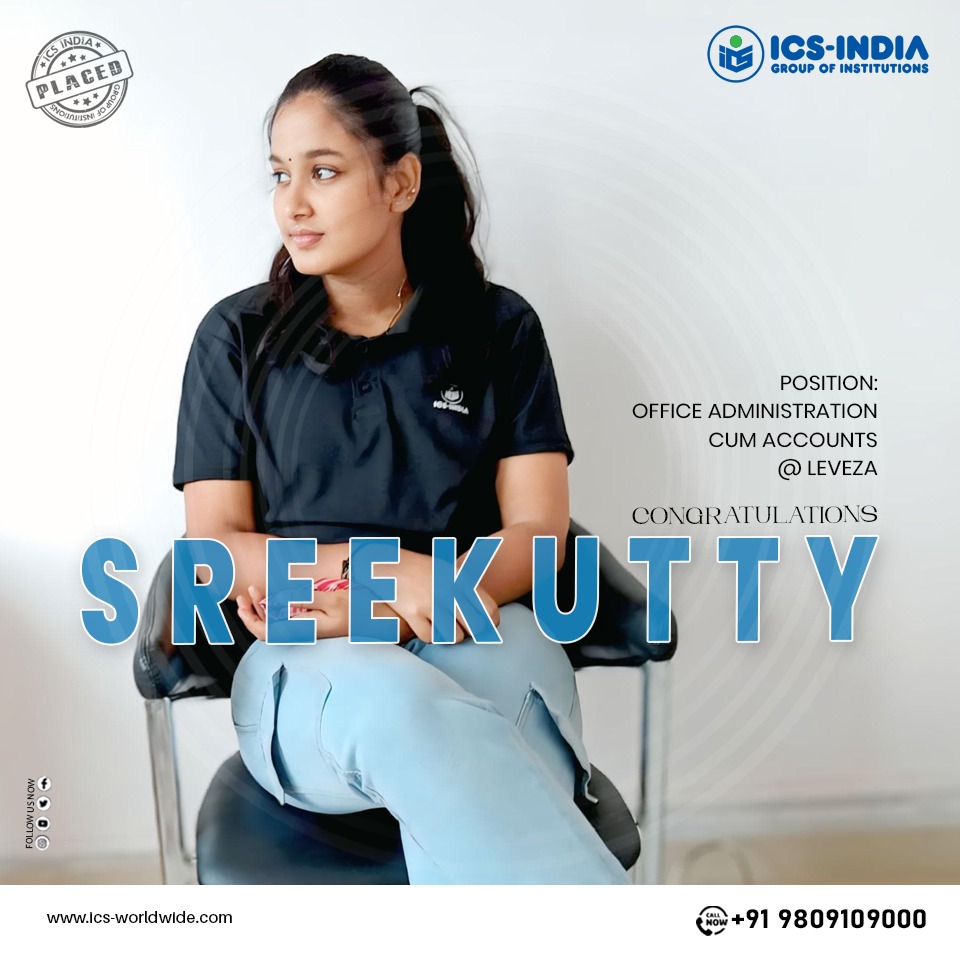 ICS INDIA
PLACED
GROUP OF INSTITUTIONS
ICS-INDIA
GROUP OF INSTITUTIONS
ICS-INDIA
POSITION:
OFFICE ADMINISTRATION
CUM ACCOUNTS
@ LEVEZA
CONGRATULATIONS
SREEKUTTY
FOLLOW US NOW
www.ics-worldwide.com
CALL
NOW
+91 9809109000